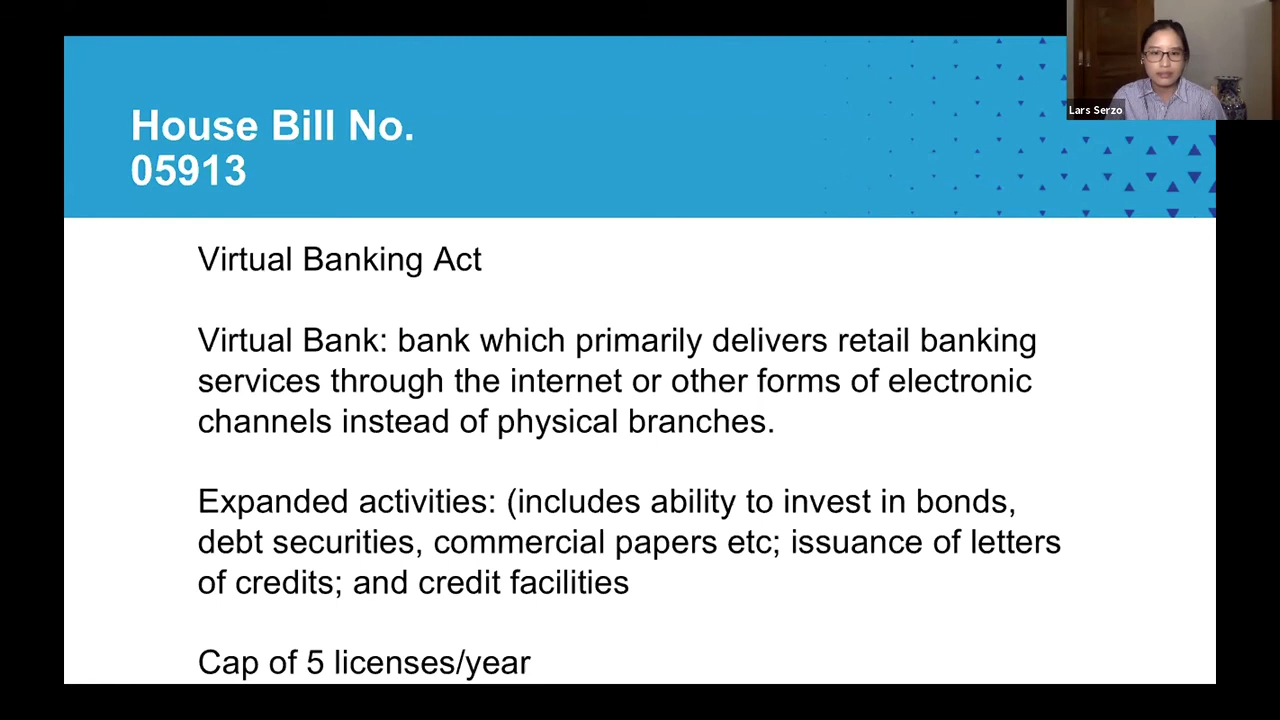 House Bill No.
05913
Lars Serzo
Virtual Banking Act
Virtual Bank: bank which primarily delivers retail banking
services through the internet or other forms of electronic
channels instead of physical branches.
Expanded activities: (includes ability to invest in bonds,
debt securities, commercial papers etc; issuance of letters
of credits; and credit facilities
Cap of 5 licenses/year